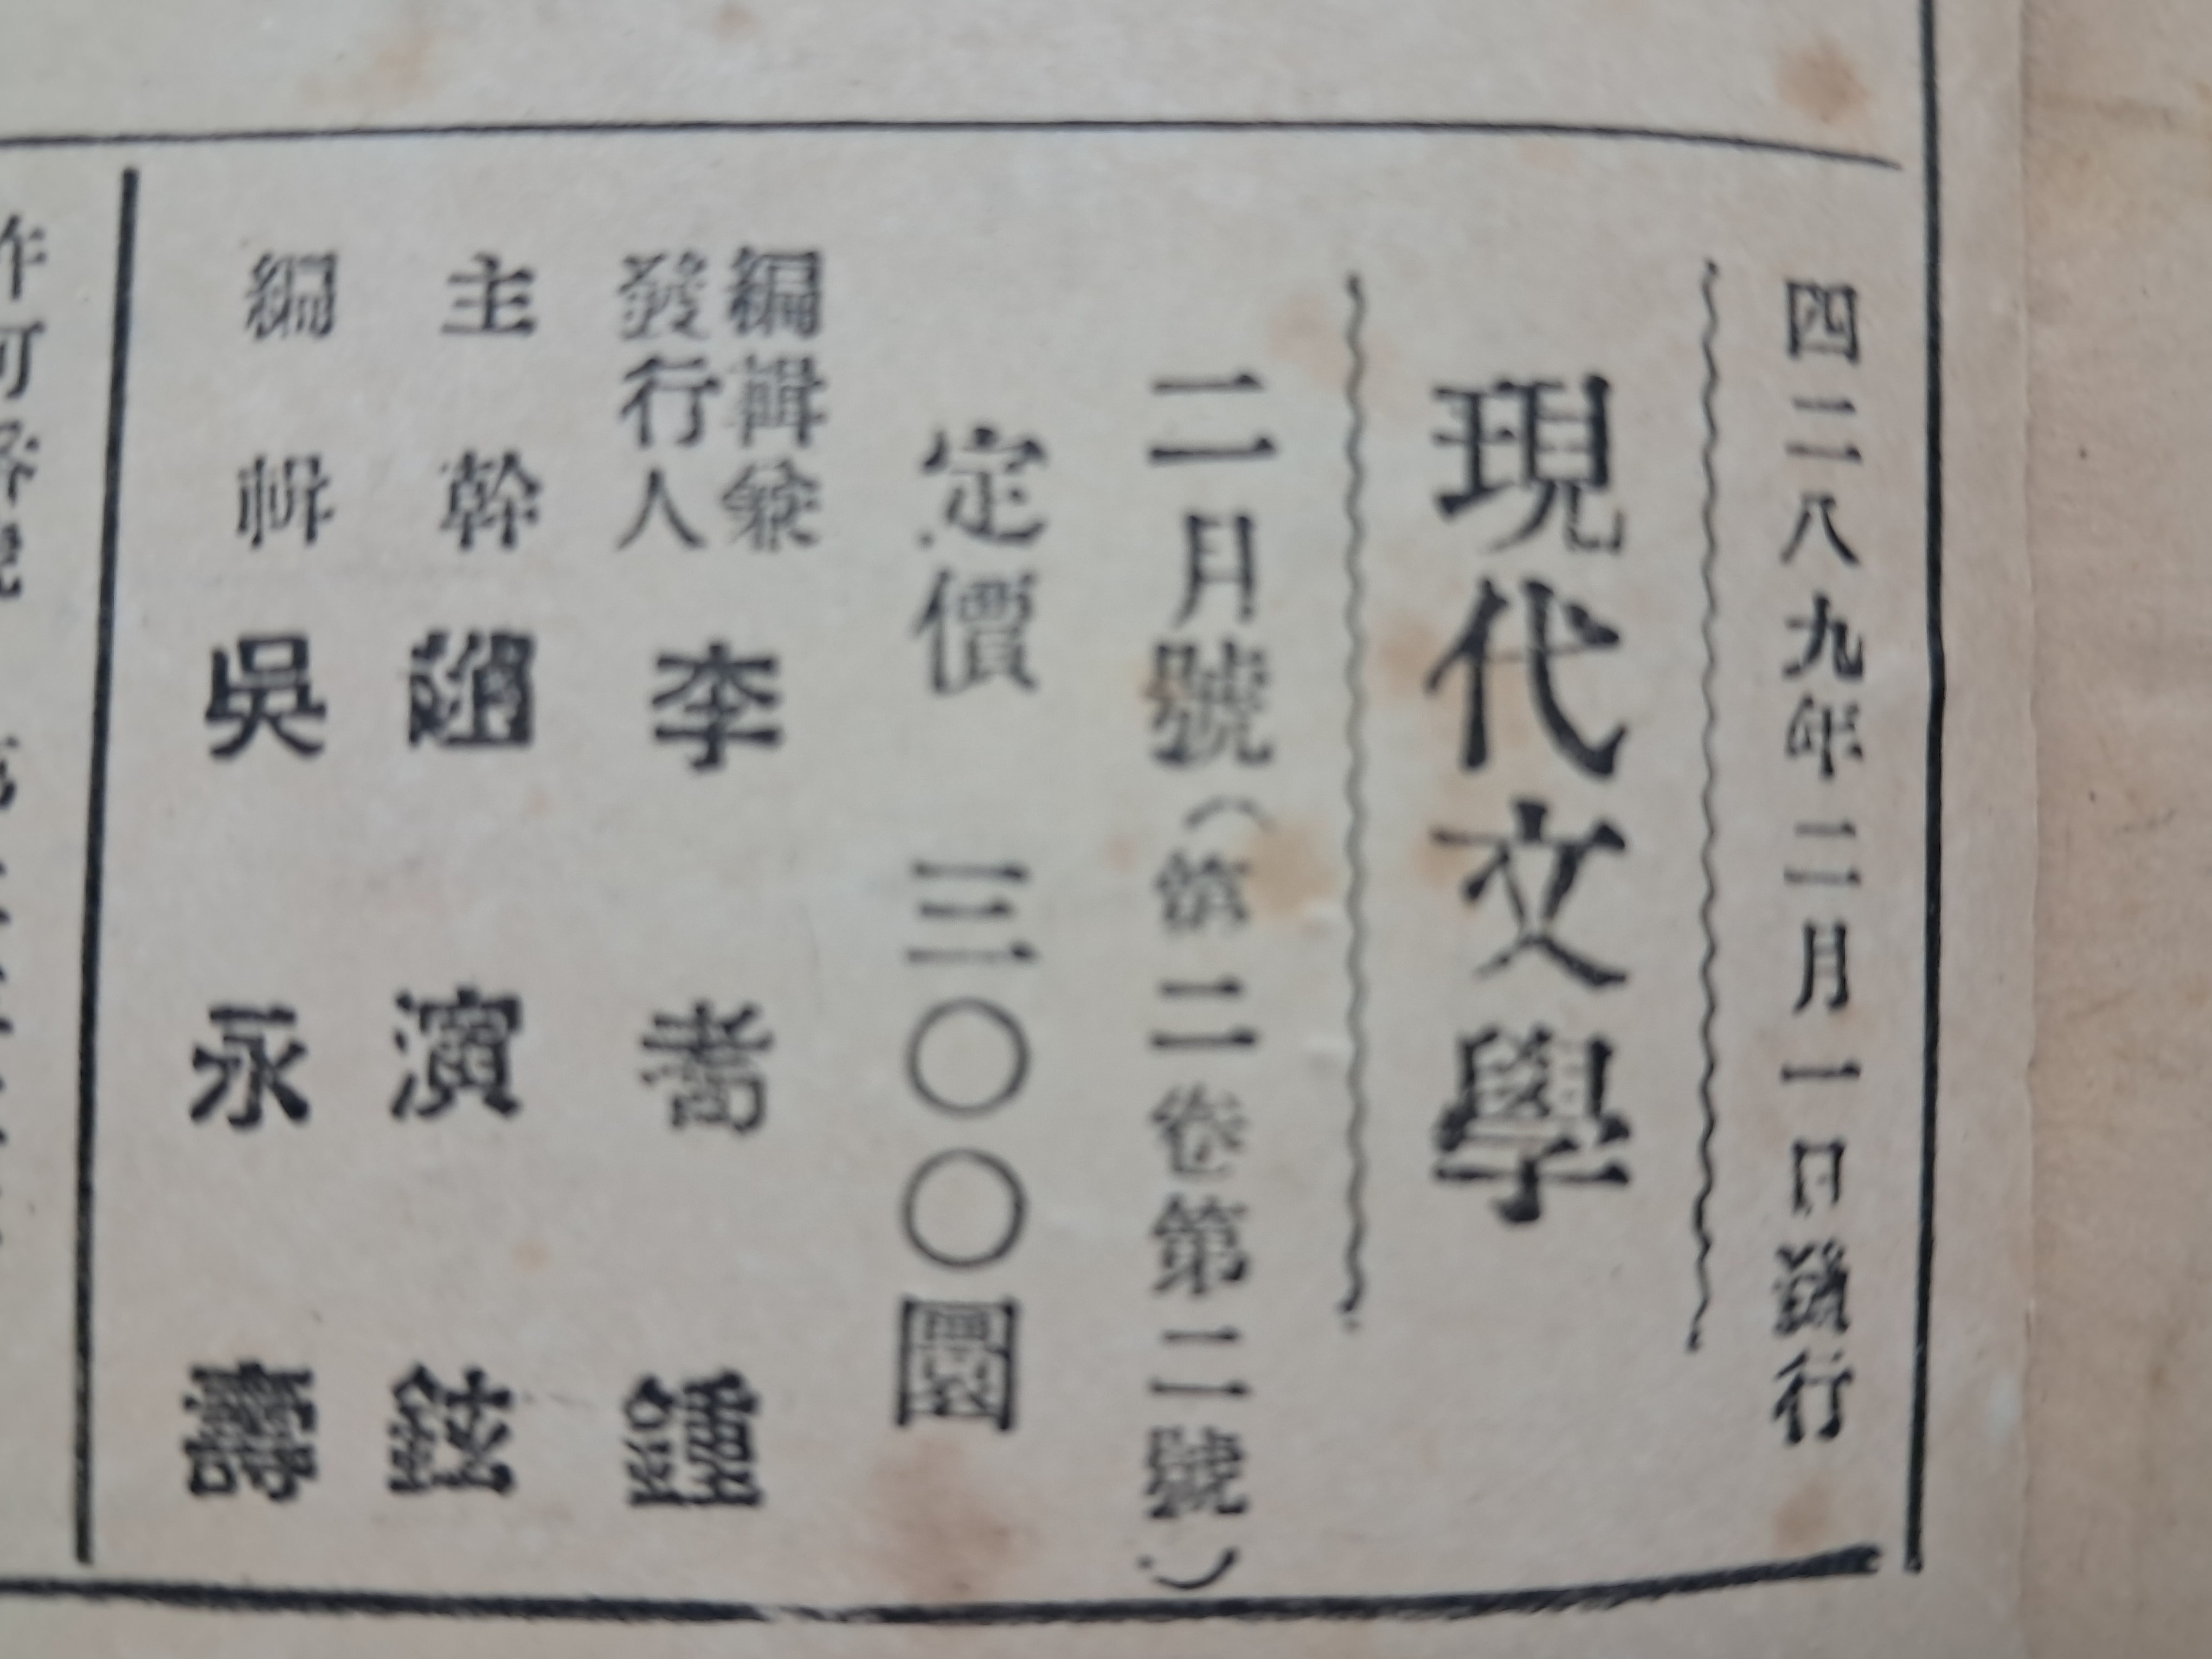 四二八九年二月一日發行
現代文學
二月號(第二卷第二號)
定價 三〇〇圜
編輯兼
發行人 李 鍾
主幹 趙 演 鉉
編輯 吳 永 壽